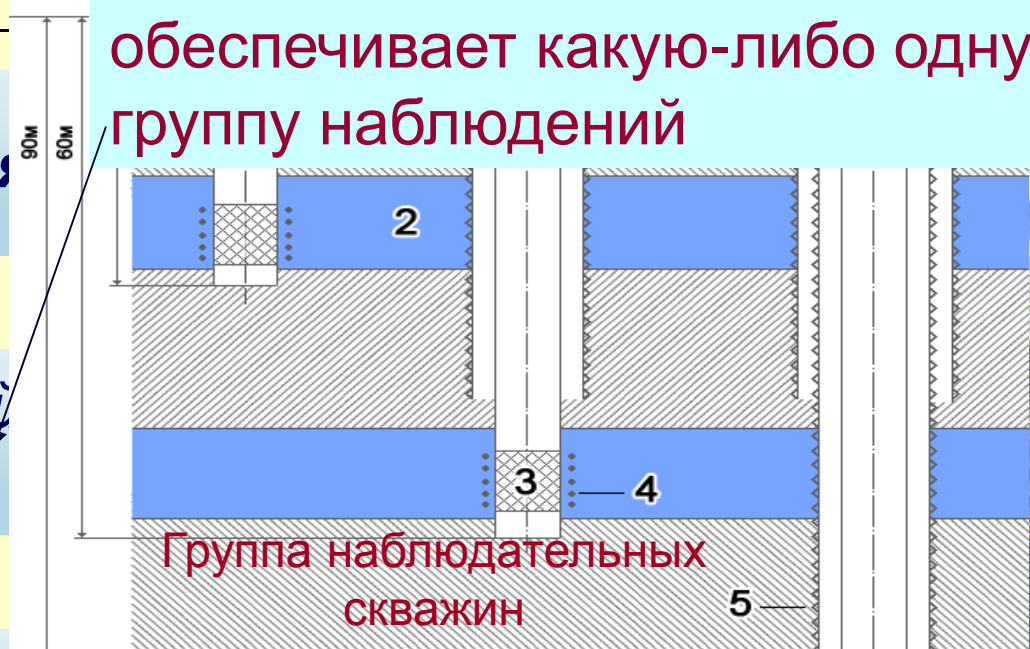 обеспечивает какую-либо одну
группу наблюдений
90м
60м
2
3
4
Группа наблюдательных
скважин
5